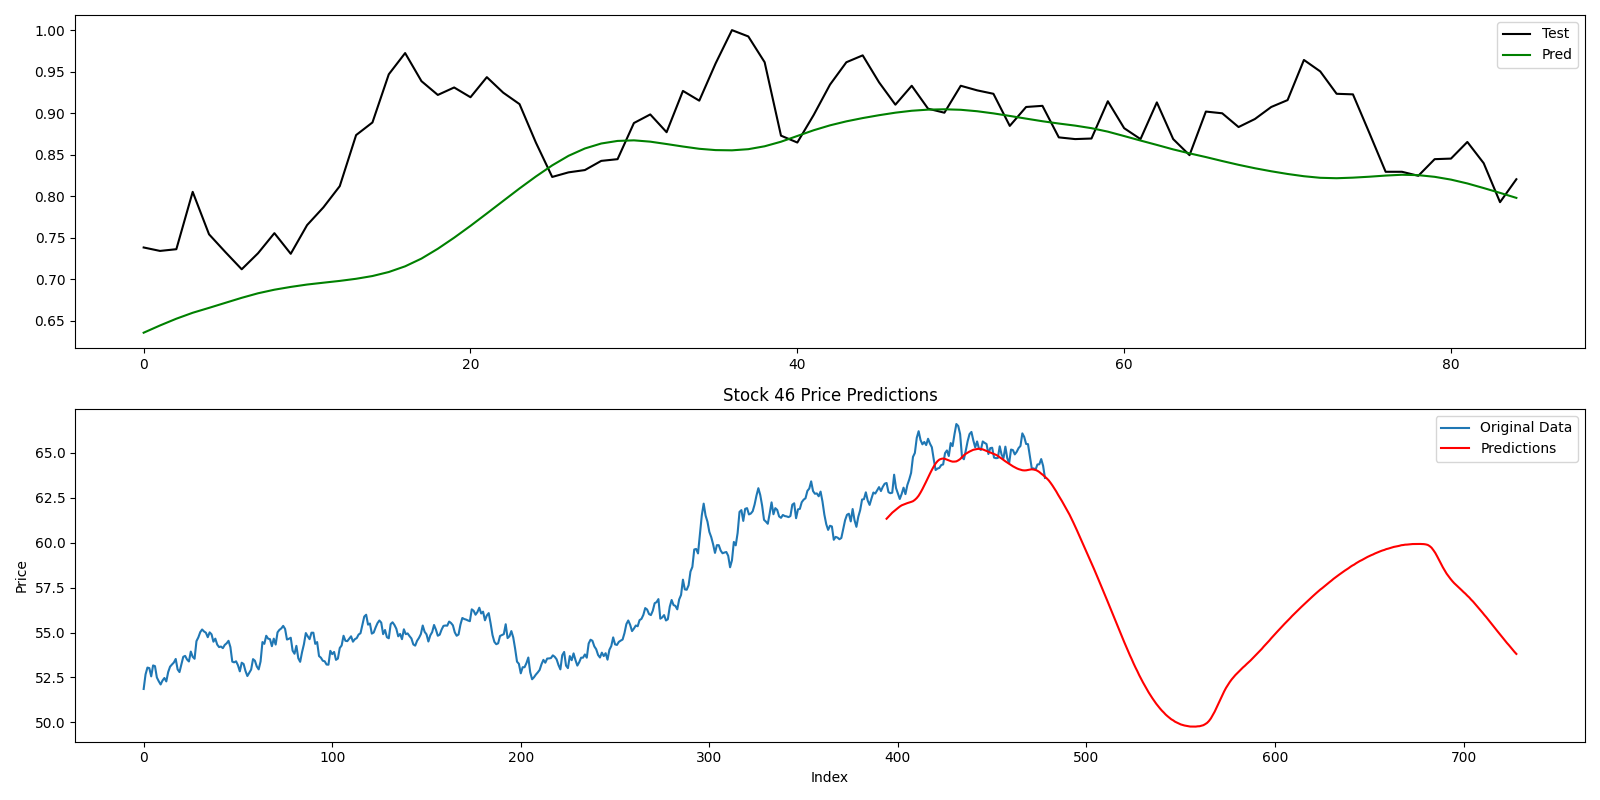 1.00
0.95
0.90
0.85
0.80
0.75
0.70
0.65
Test
Pred
0 20 40 60 80
Stock 46 Price Predictions
Price
65.0
62.5
60.0
57.5
55.0
52.5
50.0
Original Data
Predictions
0 100 200 300 400 500 600 700
Index